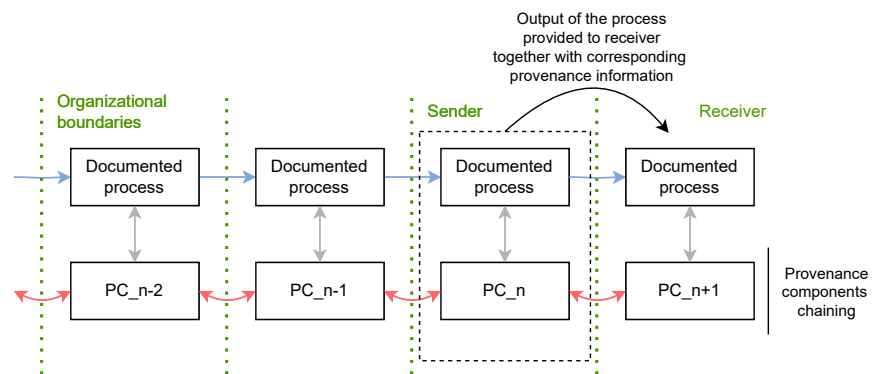 Output of the process
provided to receiver
together with corresponding
provenance information
Organizational
boundaries
Sender
Receiver
Documented
process
Documented
process
Documented
process
Documented
process
PC_n-2
PC_n-1
PC_n
PC_n+1
Provenance
components
chaining